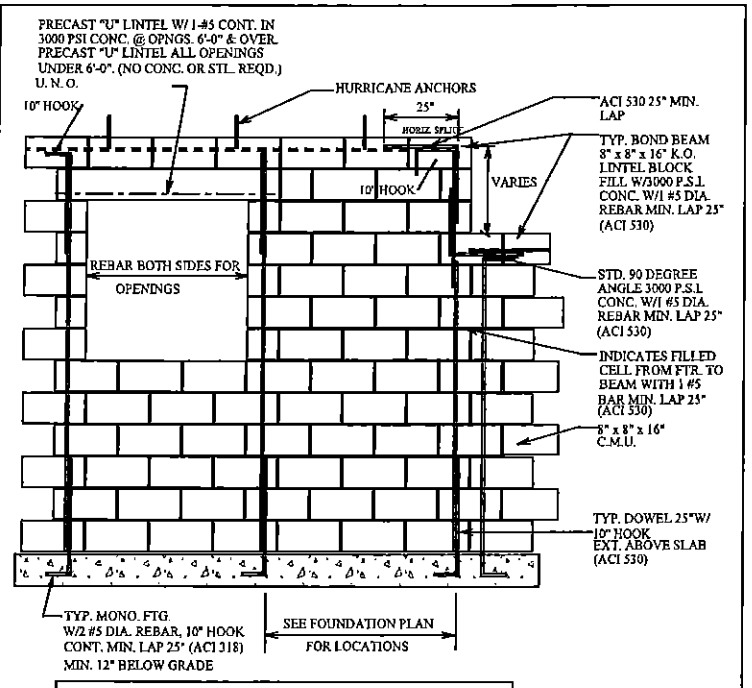 PRECAST "U" LINTEL W/ 1-#5 CONT. IN
3000 PSI CONC. @ OPNGS. 6'-0" & OVER.
PRECAST "U" LINTEL ALL OPENINGS
UNDER 6'-0". (NO CONC. OR STL. REQD.)
U. N. O.
10" HOOK
HURRICANE ANCHORS
25"
HORIZ. SPLICE
ACI 530 25" MIN.
LAP
TYP. BOND BEAM
8" x 8" x 16" K.O.
LINTEL BLOCK
FILL W/3000 P.S.I.
CONC. W/1 #5 DIA.
REBAR MIN. LAP 25"
(ACI 530)
10" HOOK
VARIES
REBAR BOTH SIDES FOR
OPENINGS
STD. 90 DEGREE
ANGLE 3000 P.S.I.
CONC. W/1 #5 DIA.
REBAR MIN. LAP 25"
(ACI 530)
INDICATES FILLED
CELL FROM FTR. TO
BEAM WITH 1 #5
BAR MIN. LAP 25"
(ACI 530)
8" x 8" x 16"
C.M.U.
TYP. DOWEL 25"W/
10" HOOK
EXT. ABOVE SLAB
(ACI 530)
TYP. MONO. FTG.
W/2 #5 DIA. REBAR, 10" HOOK
CONT. MIN. LAP 25" (ACI 318)
MIN. 12" BELOW GRADE
SEE FOUNDATION PLAN
FOR LOCATIONS